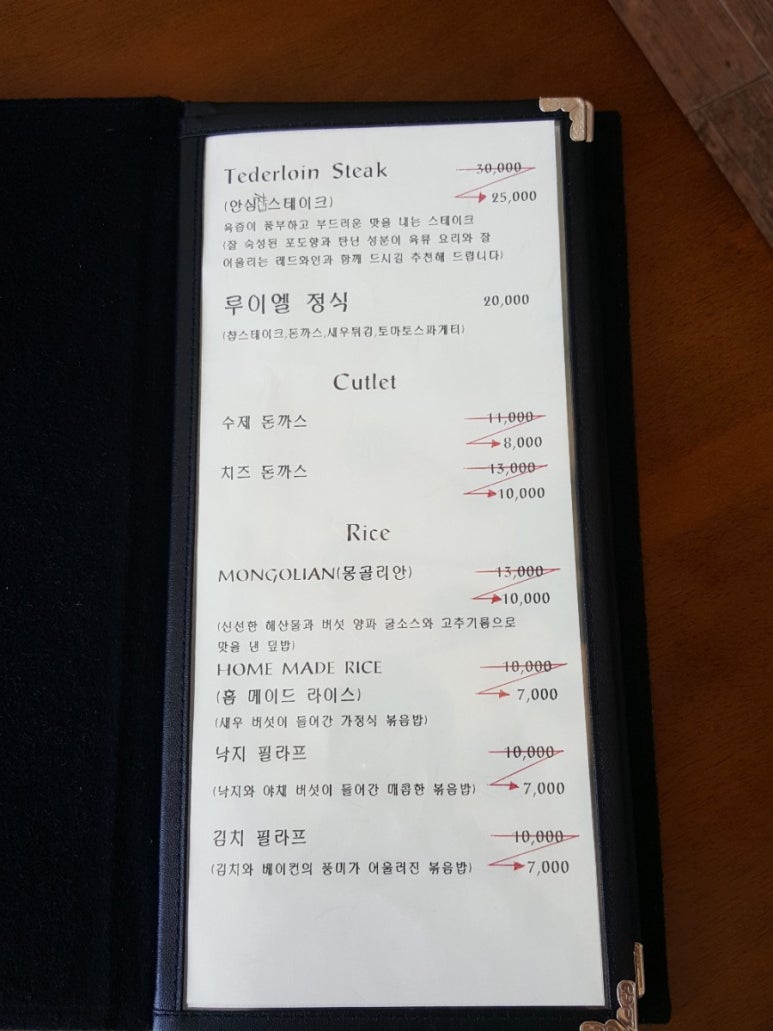 Tederloin Steak 30,000
(안심스테이크) 25,000
육즙이 풍부하고 부드러운 맛을 내는 스테이크
(잘 숙성된 포도향과 탄닌 성분이 육류 요리와 잘
어울리는 레드와인과 함께 드시길 추천해 드립니다)
루이엘 정식 20,000
(찹스테이크,돈까스,새우튀김,토마토스파게티)
Cutlet
수제 돈까스 11,000
8,000
치즈 돈까스 13,000
10,000
Rice
MONGOLIAN(몽골리안) 13,000
10,000
(신선한 해산물과 버섯 양파 굴소스와 고추기름으로
맛을 낸 덮밥)
HOME MADE RICE 10,000
(홈 메이드 라이스) 7,000
(새우 버섯이 들어간 가정식 볶음밥)
낙지 필라프 10,000
(낙지와 야채 버섯이 들어간 매콤한 볶음밥) 7,000
김치 필라프 10,000
(김치와 베이컨의 풍미가 어울러진 볶음밥) 7,000